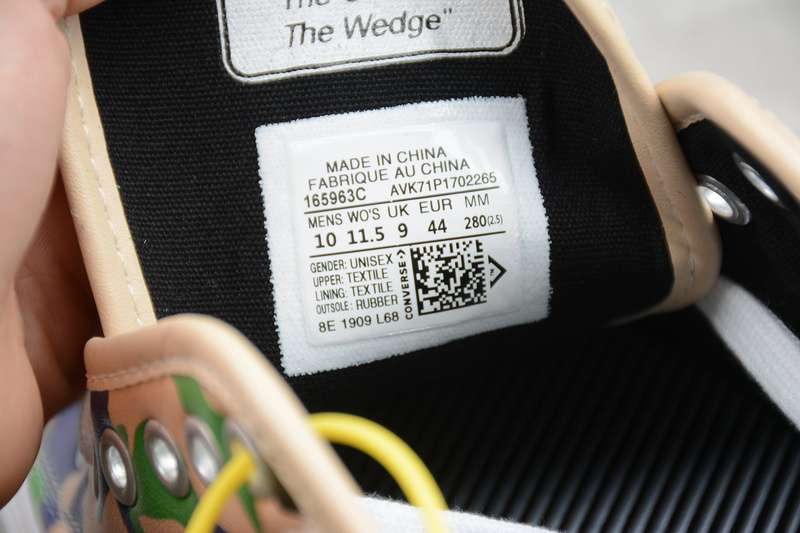 The
The Wedge"
MADE IN CHINA
FABRIQUE AU CHINA
165963C AVK71P1702265
MENS WO'S UK EUR MM
10 11.5 9 44 280(2.5)
GENDER: UNISEX
UPPER: TEXTILE
LINING: TEXTILE
OUTSOLE: RUBBER
8E 1909 L68
CONVERSE